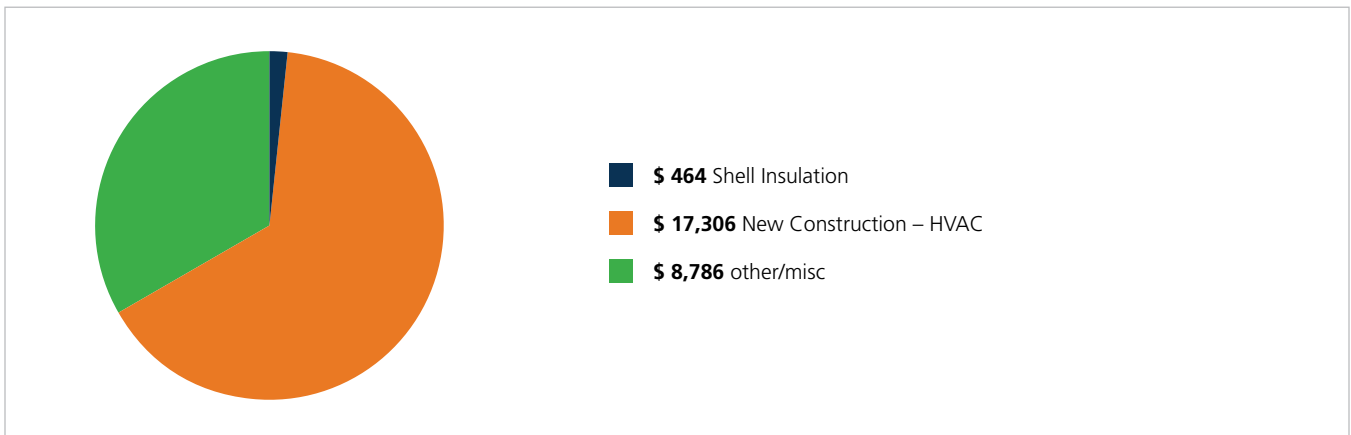 $ 464 Shell Insulation
$ 17,306 New Construction – HVAC
$ 8,786 other/misc